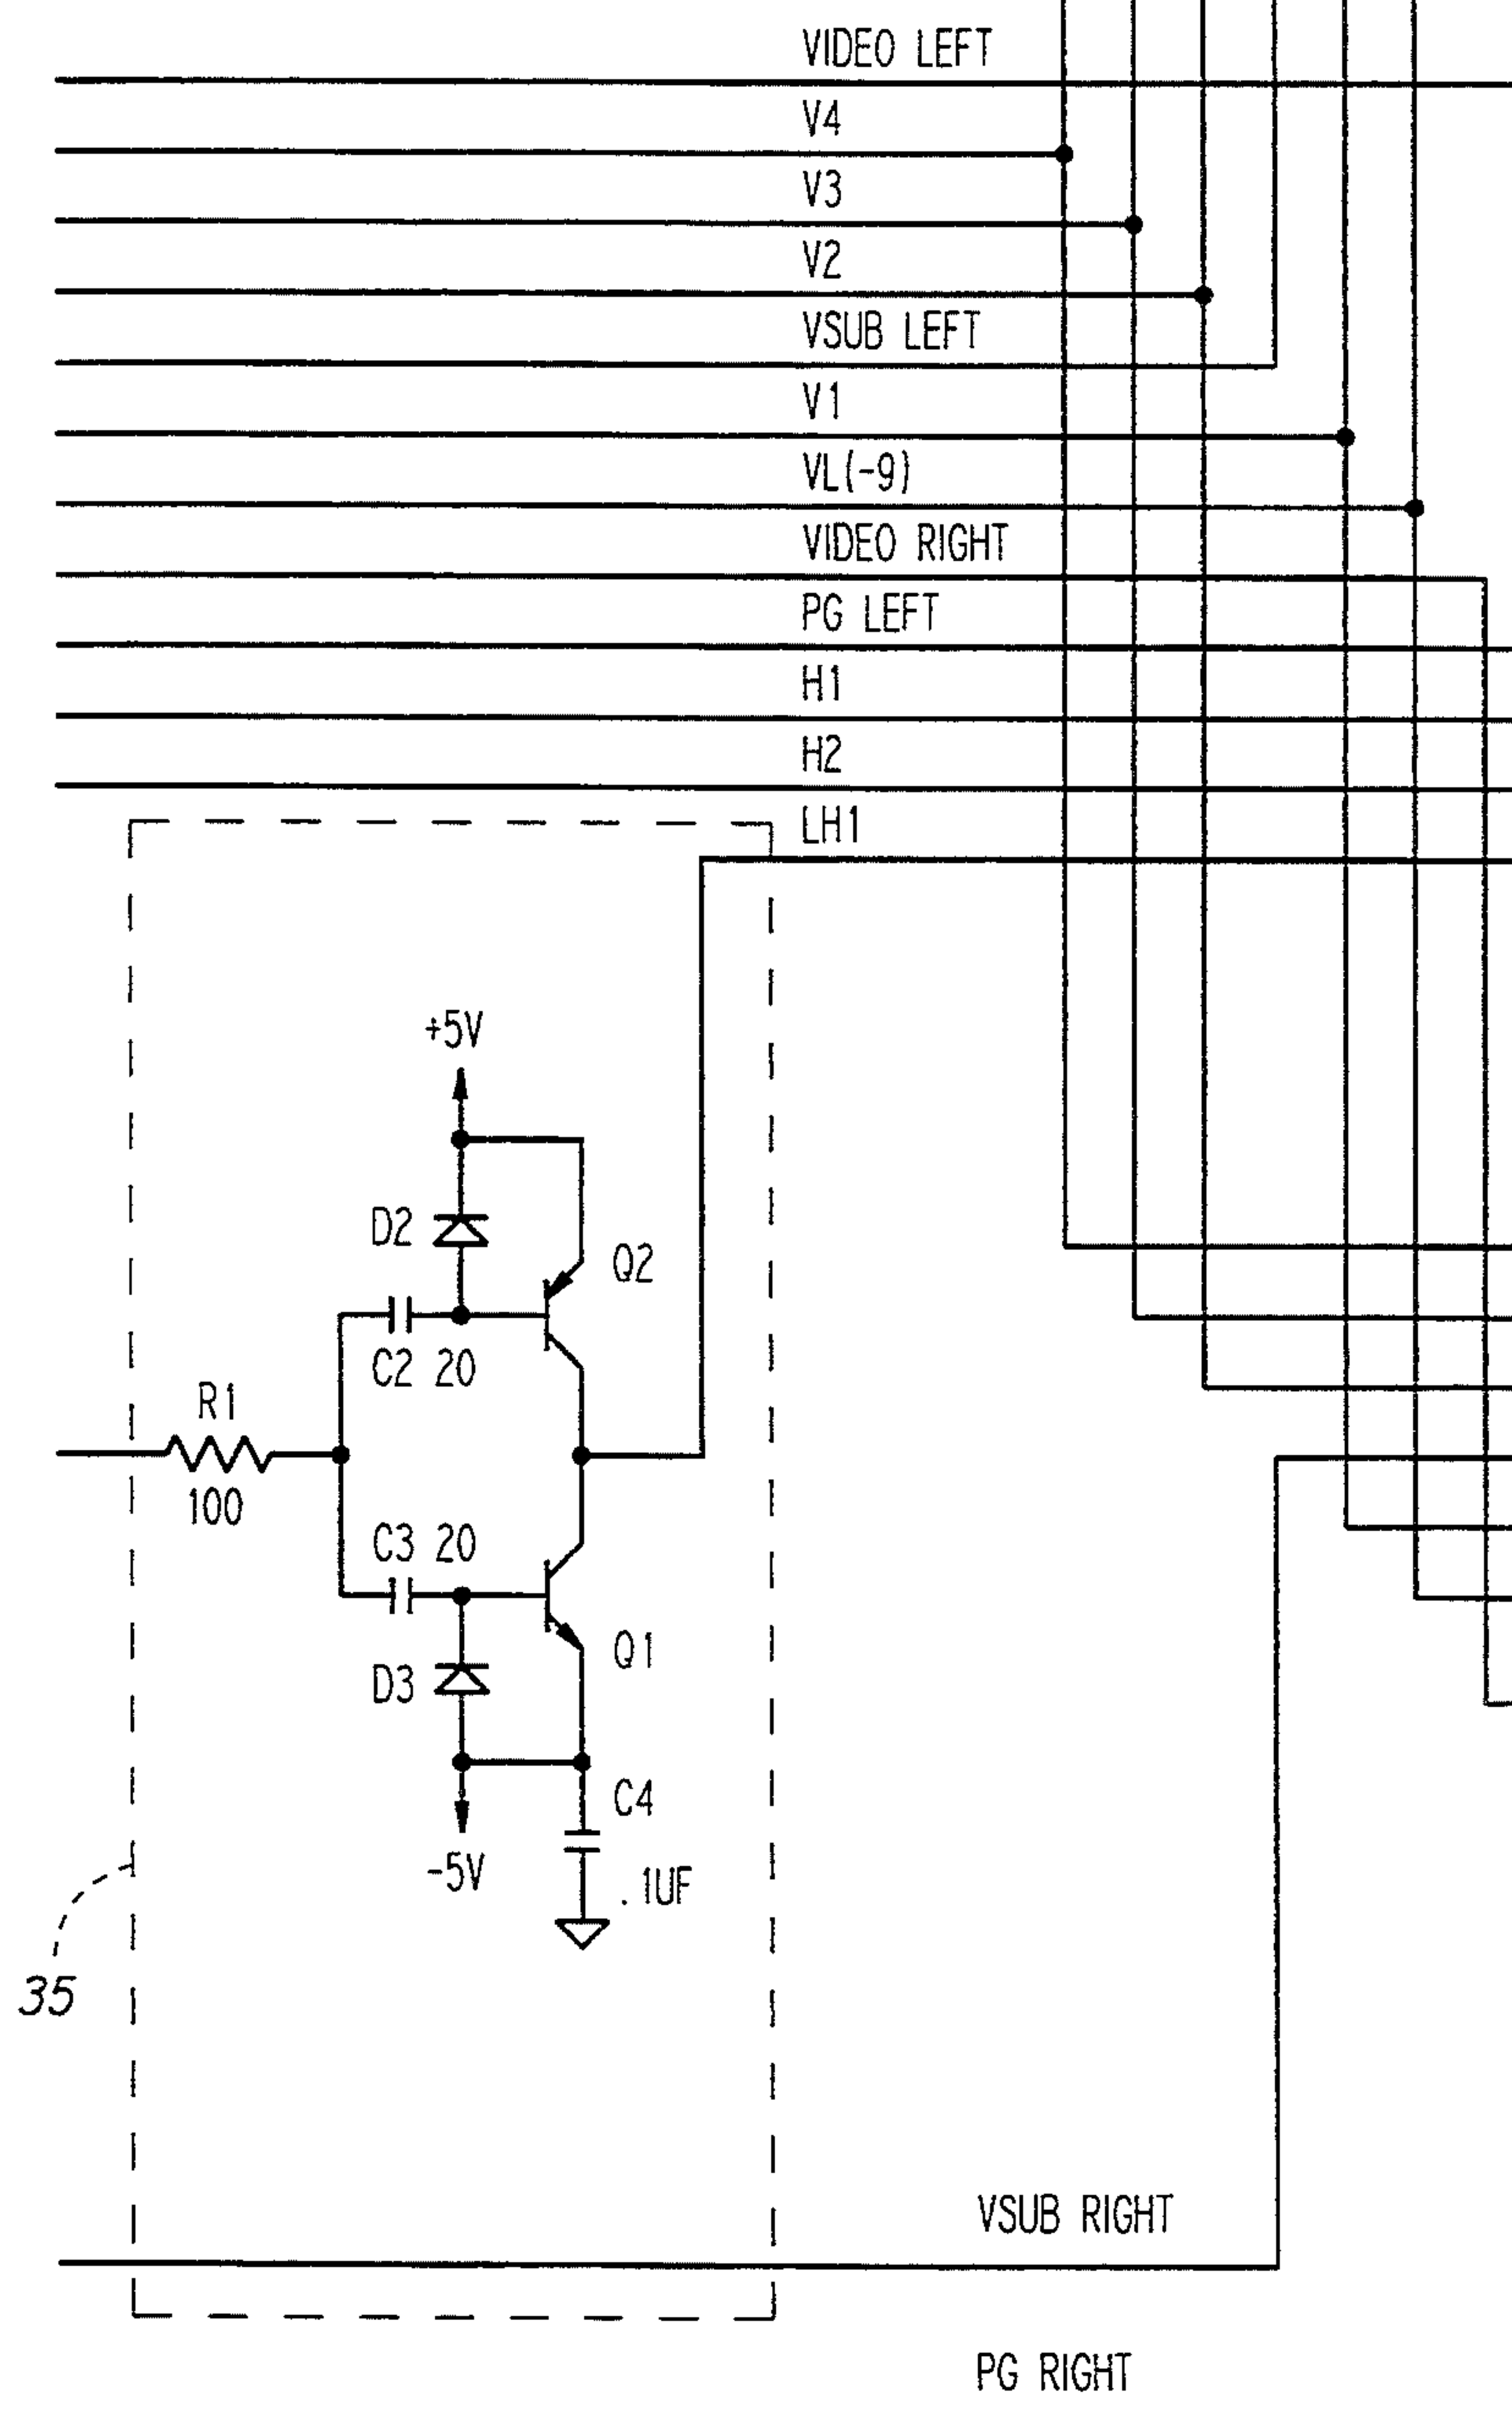 VIDEO LEFT
V4
V3
V2
VSUB LEFT
V1
VL(-9)
VIDEO RIGHT
PG LEFT
H1
H2
LH1
+5V
D2
Q2
C2 20
R1
100
C3 20
Q1
D3
C4
-5V
.1UF
35
VSUB RIGHT
PG RIGHT